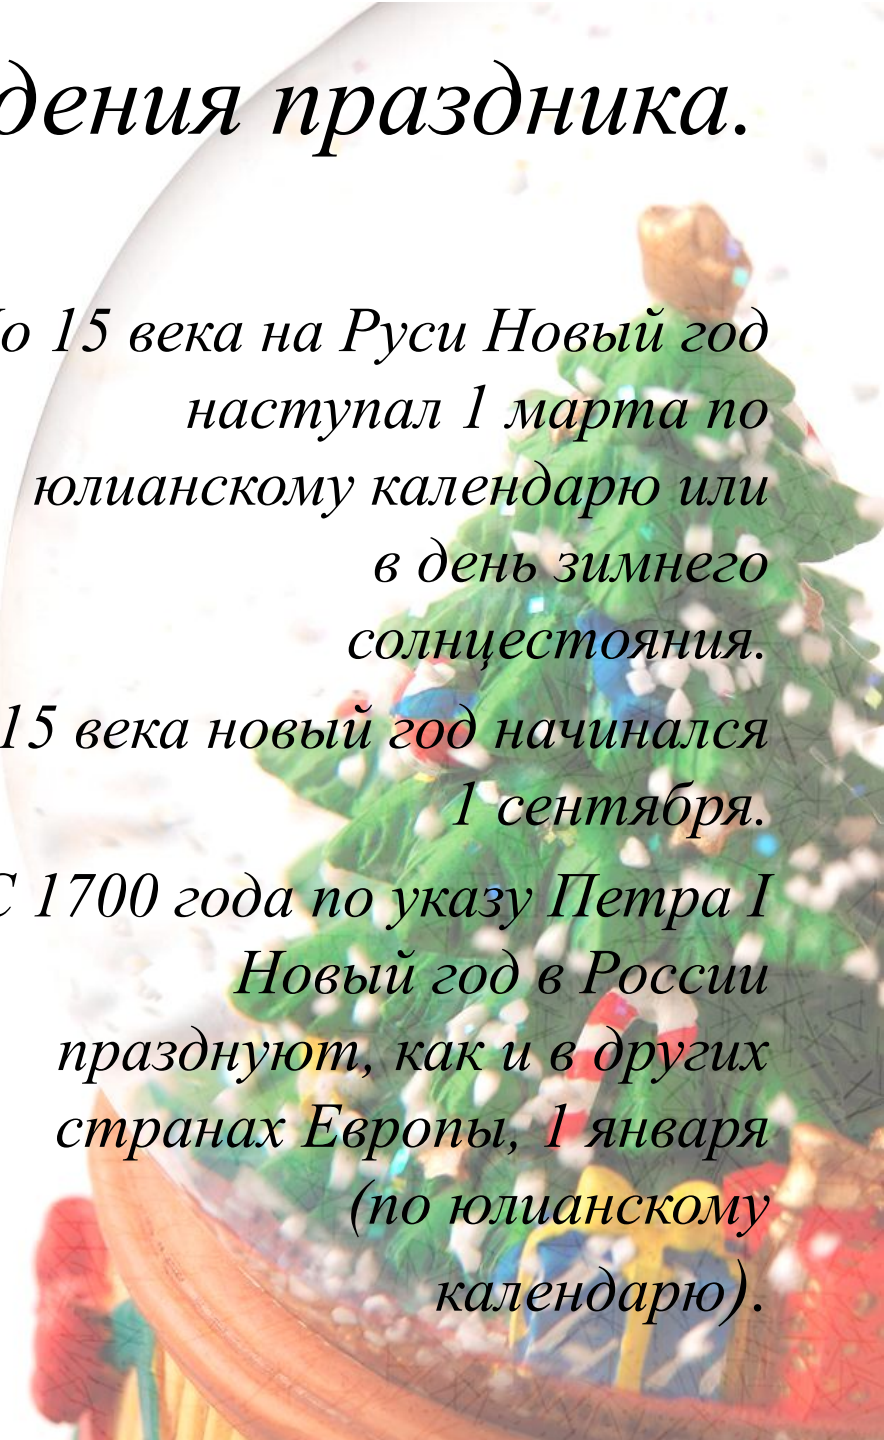 дения праздника.
о 15 века на Руси Новый год
наступал 1 марта по
юлианскому календарю или
в день зимнего
солнцестояния.
15 века новый год начинался
1 сентября.
С 1700 года по указу Петра I
Новый год в России
празднуют, как и в других
странах Европы, 1 января
(по юлианскому
календарю).